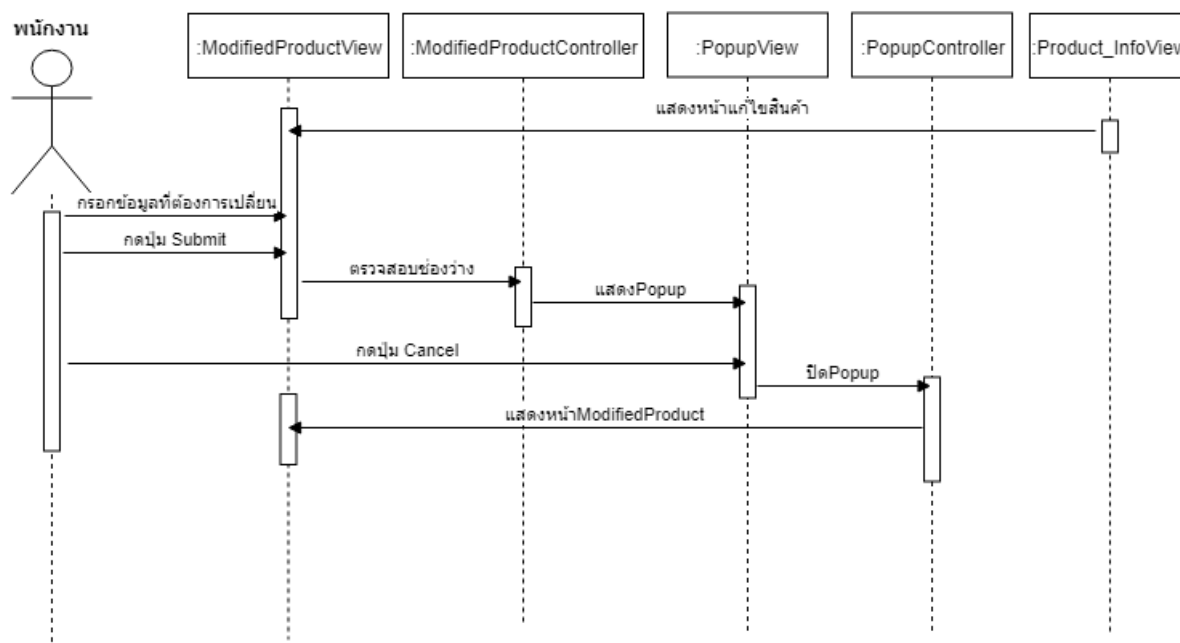 พนักงาน
:ModifiedProductView
:ModifiedProductController
:PopupView
:PopupController
:Product_InfoView
แสดงหน้าแก้ไขสินค้า
กรอกข้อมูลที่ต้องการเปลี่ยน
กดปุ่ม Submit
ตรวจสอบช่องว่าง
แสดงPopup
กดปุ่ม Cancel
ปิดPopup
แสดงหน้าModifiedProduct